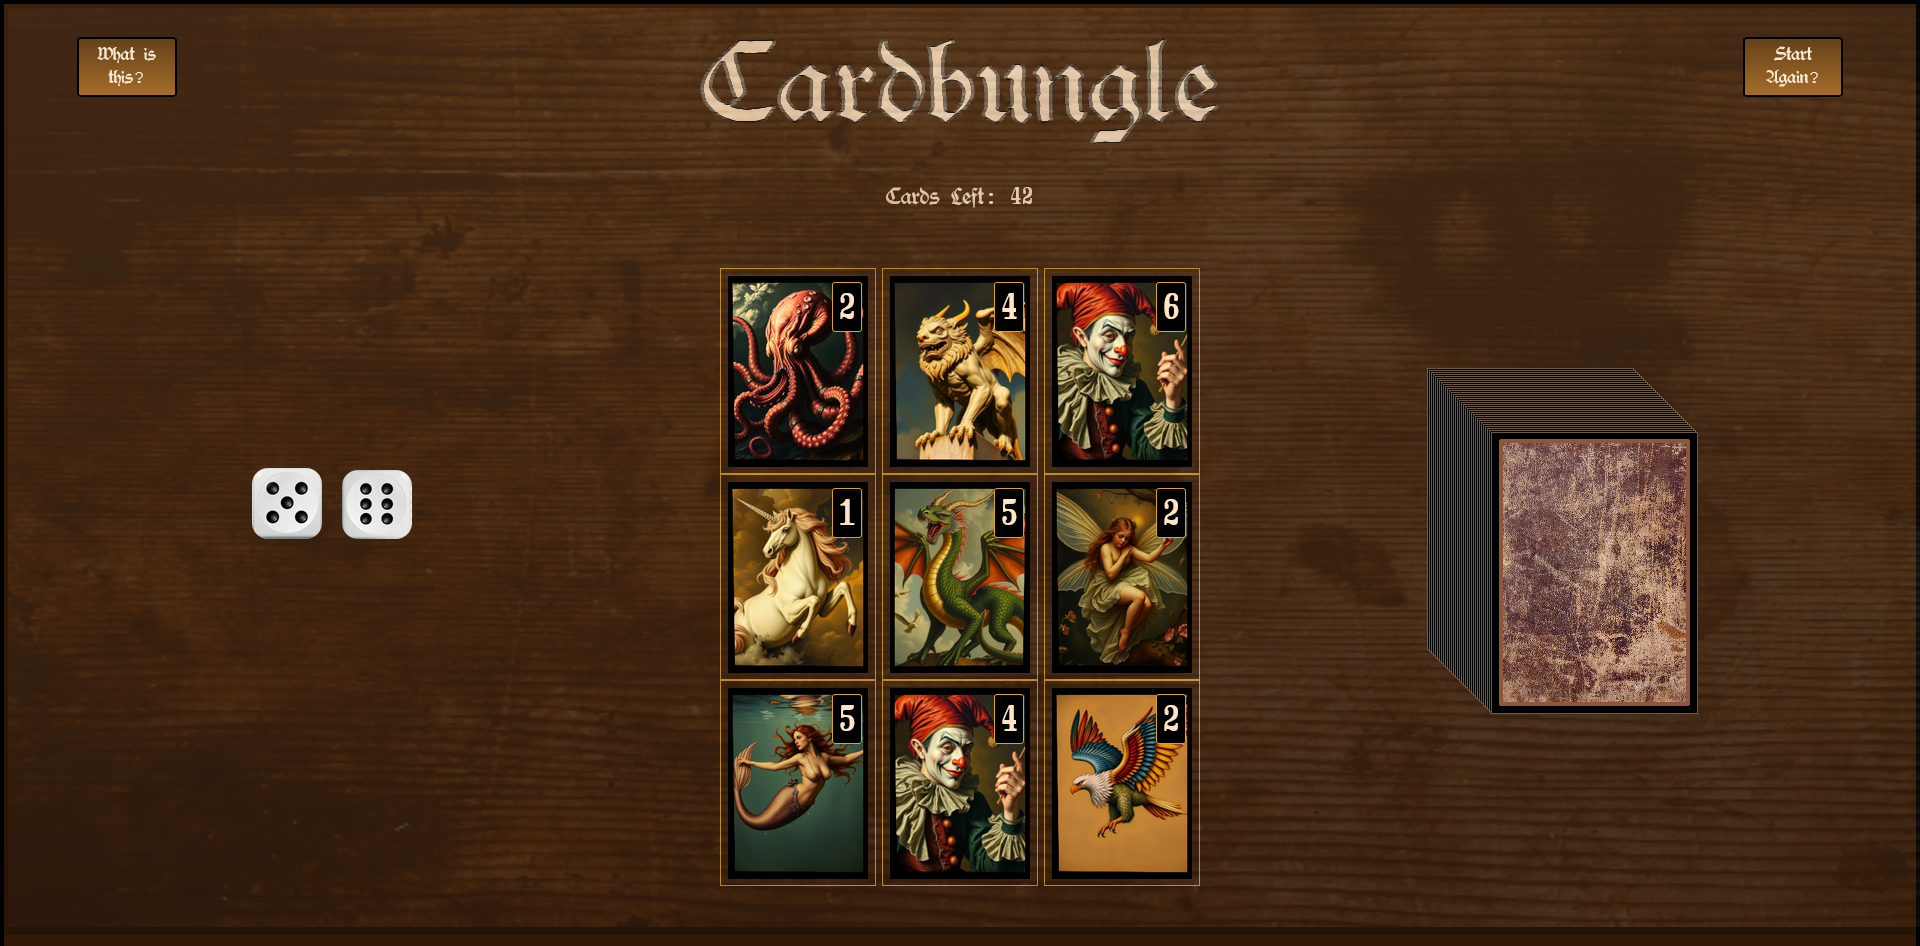 What is
this?
Cardbungle
Start
Again?
Cards Left: 42
2 4 6
1 5 2
5 4 2